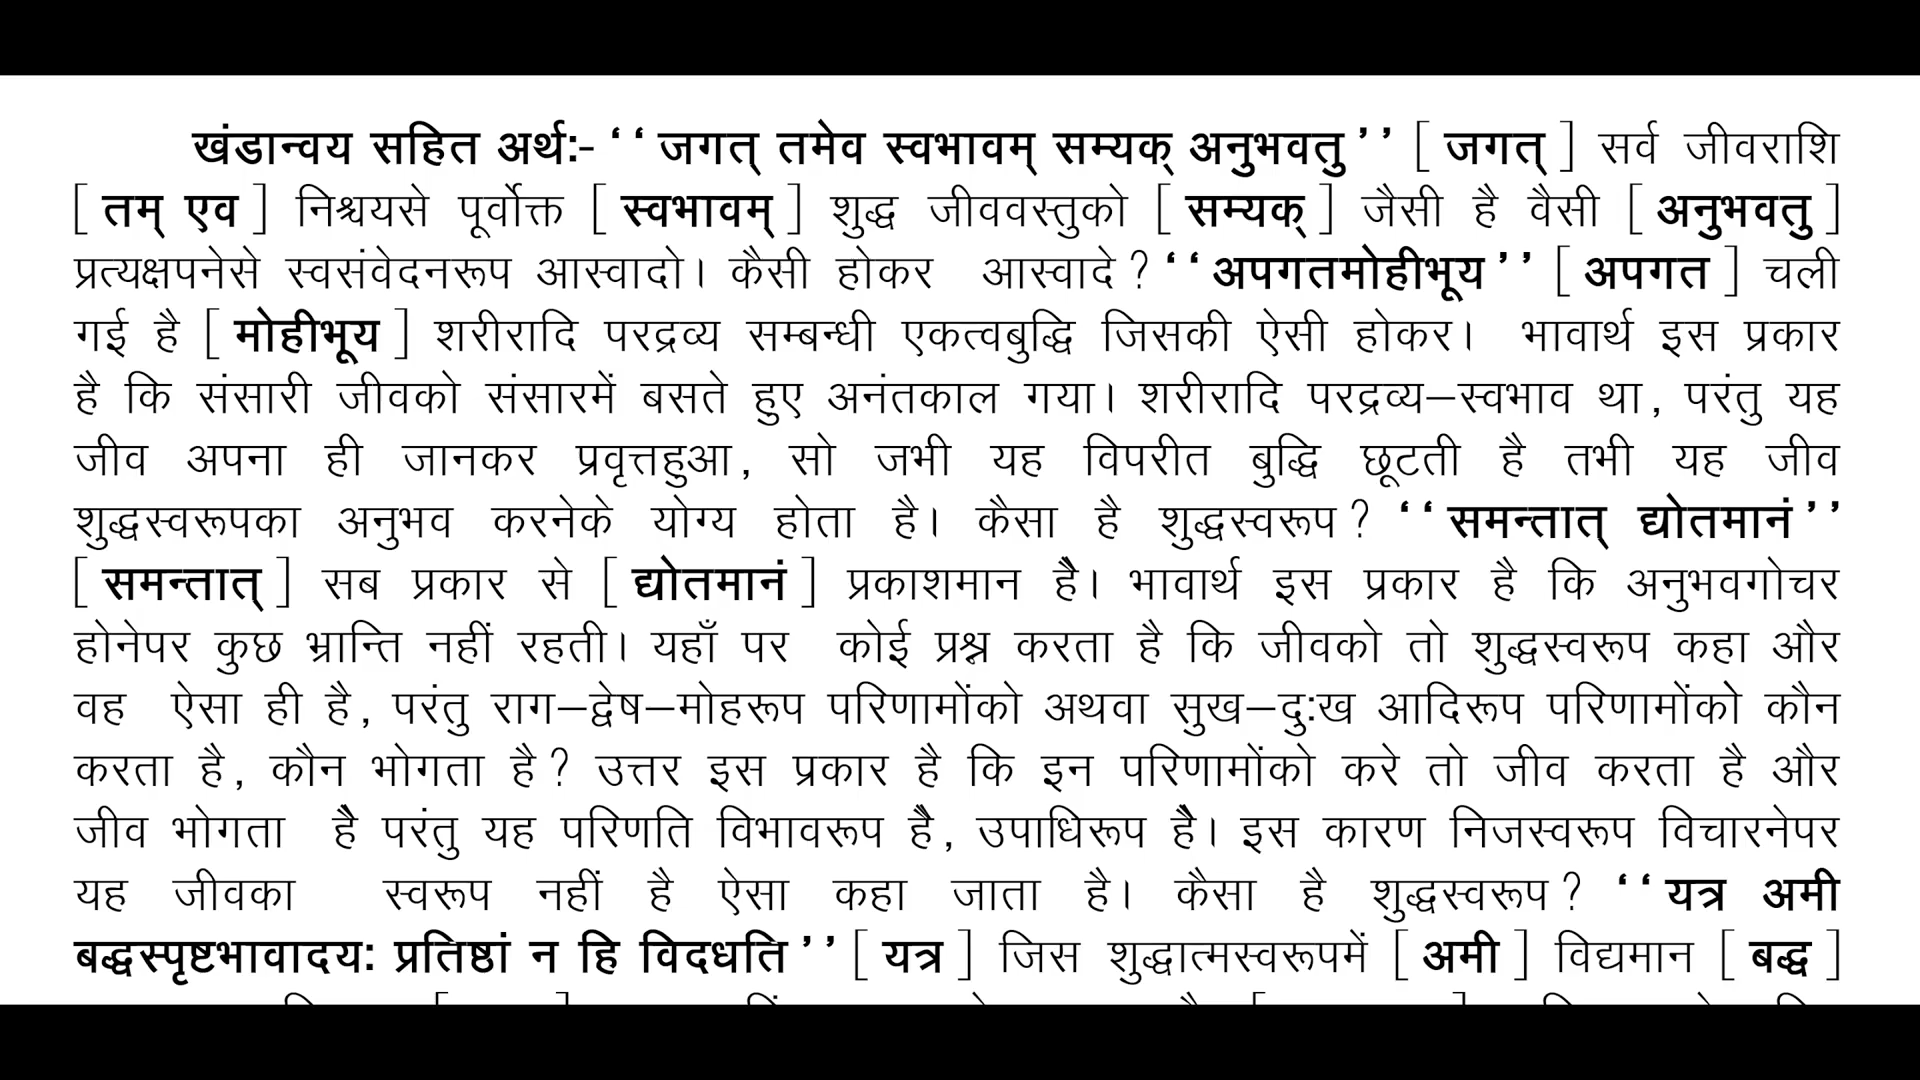 खंडान्वय सहित अर्थ:- ‘‘जगत् तमेव स्वभावम् सम्यक् अनुभवतु’’ [ जगत् ] सर्व जीवराशि
[ तम् एव ] निश्चयसे पूर्वोक्त [ स्वभावम् ] शुद्ध जीववस्तुको [ सम्यक् ] जैसी है वैसी [ अनुभवतु ]
प्रत्यक्षपनेसे स्वसंवेदनरूप आस्वादो। कैसी होकर आस्वादे? ‘‘अपगतमोहीभूय’’ [ अपगत ] चली
गई है [ मोहीभूय ] शरीरादि परद्रव्य सम्बन्धी एकत्वबुद्धि जिसकी ऐसी होकर। भावार्थ इस प्रकार
है कि संसारी जीवको संसारमें बसते हुए अनंतकाल गया। शरीरादि परद्रव्य–स्वभाव था, परंतु यह
जीव अपना ही जानकर प्रवृत्तहुआ, सो जभी यह विपरीत बुद्धि छूटती है तभी यह जीव
शुद्धस्वरूपका अनुभव करनेके योग्य होता है। कैसा है शुद्धस्वरूप? ‘‘समन्तात् द्योतमानं’’
[ समन्तात् ] सब प्रकार से [ द्योतमानं ] प्रकाशमान है। भावार्थ इस प्रकार है कि अनुभवगोचर
होनेपर कुछ भ्रान्ति नहीं रहती। यहाँ पर कोई प्रश्न करता है कि जीवको तो शुद्धस्वरूप कहा और
वह ऐसा ही है, परंतु राग–द्वेष–मोहरूप परिणामोंको अथवा सुख–दु:ख आदिरूप परिणामोंको कौन
करता है, कौन भोगता है? उत्तर इस प्रकार है कि इन परिणामोंको करे तो जीव करता है और
जीव भोगता है परंतु यह परिणति विभावरूप है, उपाधिरूप है। इस कारण निजस्वरूप विचारनेपर
यह जीवका स्वरूप नहीं है ऐसा कहा जाता है। कैसा है शुद्धस्वरूप? ‘‘यत्र अमी
बद्धस्पृष्टभावादय: प्रतिष्ठां न हि विदधति’’ [ यत्र ] जिस शुद्धात्मस्वरूपमें [ अमी ] विद्यमान [ बद्ध ]